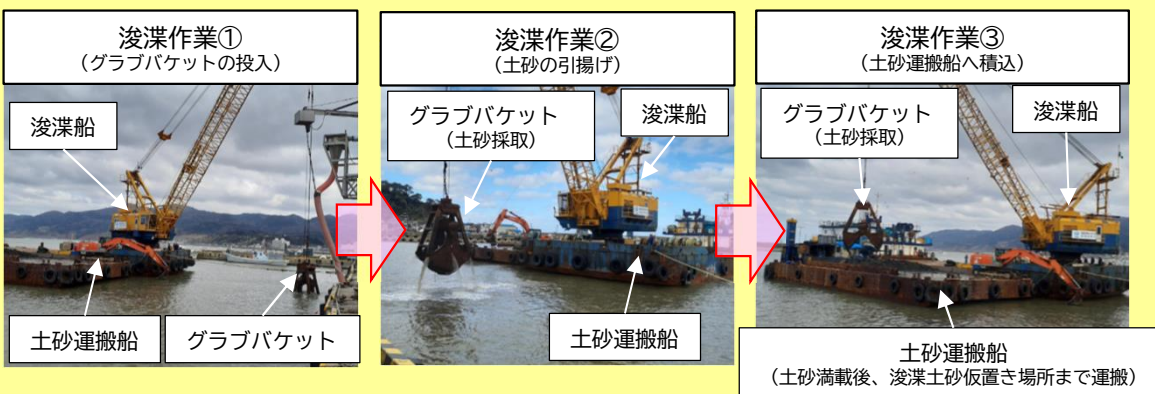 浚渫作業①
（グラブバケットの投入）
浚渫船
土砂運搬船
グラブバケット
浚渫作業②
（土砂の引揚げ）
グラブバケット
（土砂採取）
浚渫船
土砂運搬船
浚渫作業③
（土砂運搬船へ積込）
グラブバケット
（土砂採取）
浚渫船
土砂運搬船
（土砂満載後、浚渫土砂仮置き場所まで運搬）